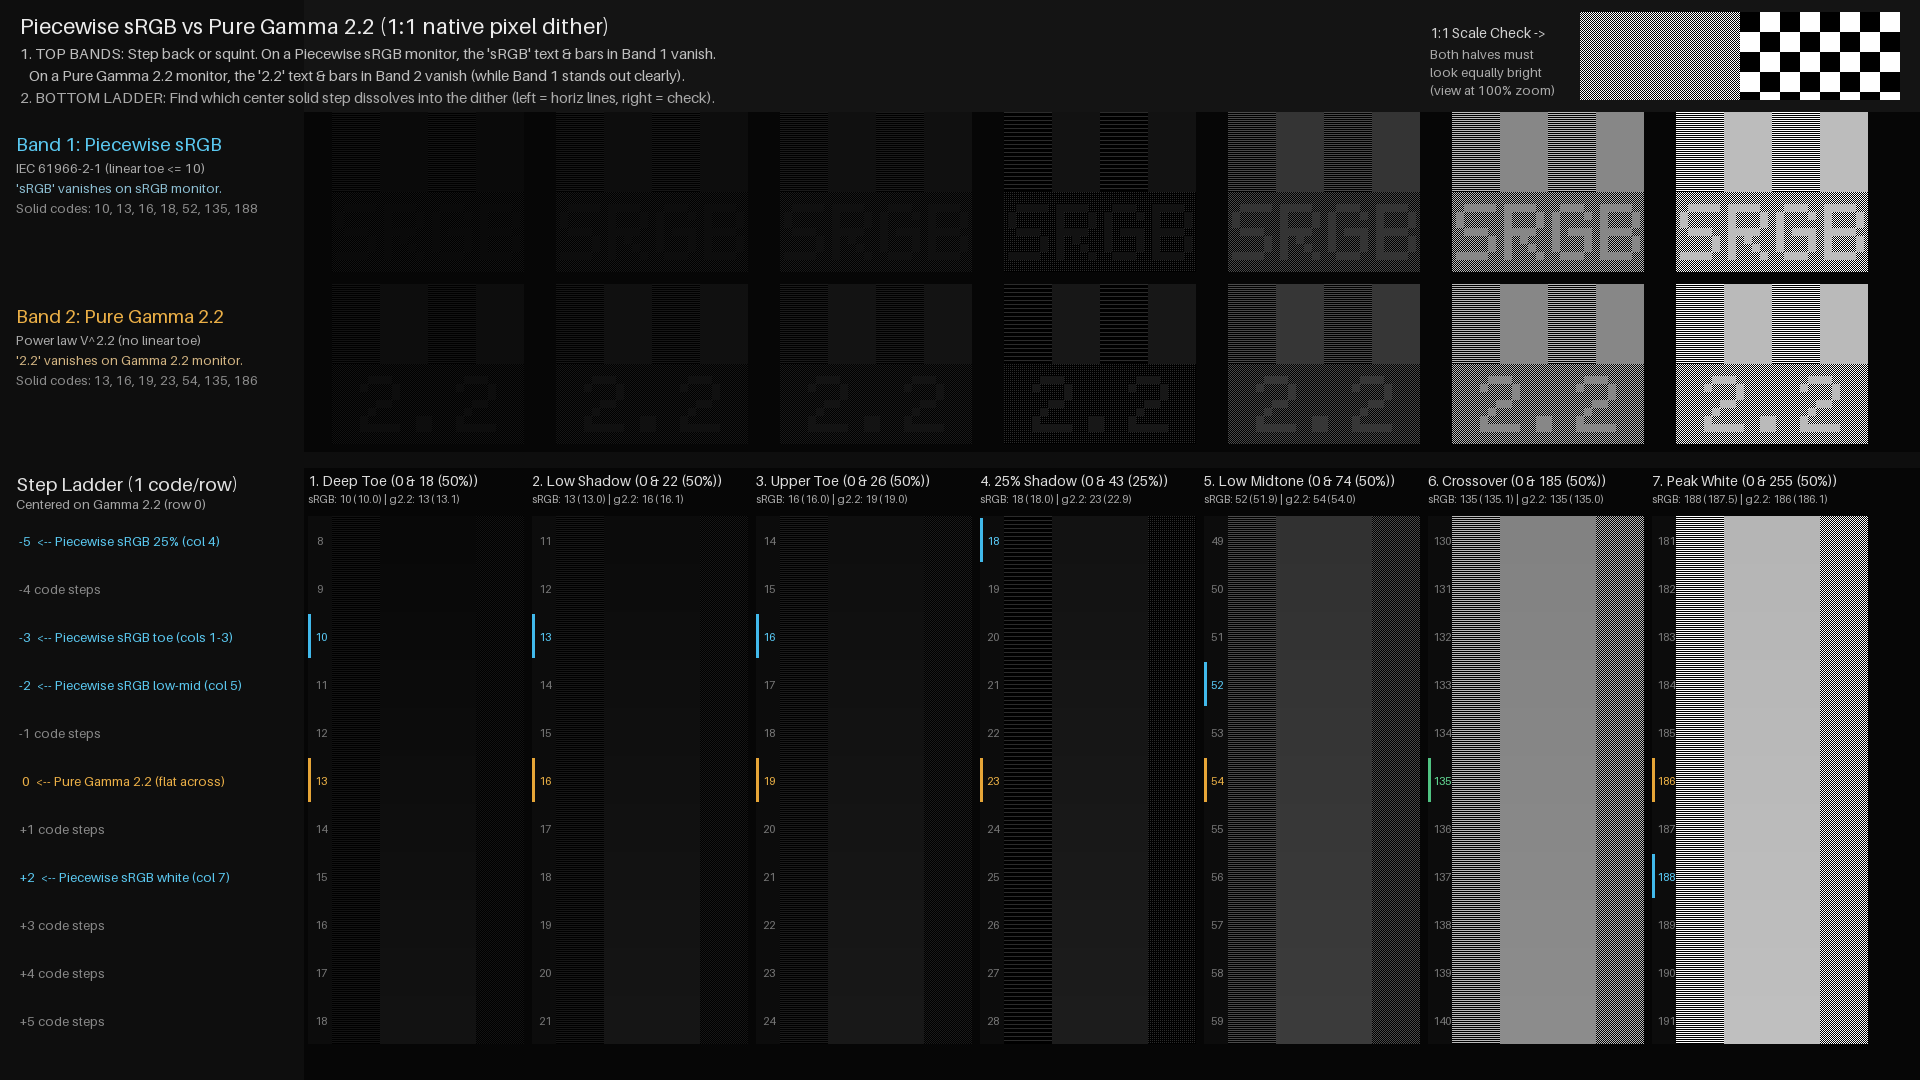 Piecewise sRGB vs Pure Gamma 2.2 (1:1 native pixel dither)
1. TOP BANDS: Step back or squint. On a Piecewise sRGB monitor, the 'sRGB' text & bars in Band 1 vanish.
On a Pure Gamma 2.2 monitor, the '2.2' text & bars in Band 2 vanish (while Band 1 stands out clearly).
2. BOTTOM LADDER: Find which center solid step dissolves into the dither (left = horiz lines, right = check).
1:1 Scale Check ->
Both halves must
look equally bright
(view at 100% zoom)
Band 1: Piecewise sRGB
IEC 61966-2-1 (linear toe <= 10)
'sRGB' vanishes on sRGB monitor.
Solid codes: 10, 13, 16, 18, 52, 135, 188
SRGB SRGB SRGB SRGB
Band 2: Pure Gamma 2.2
Power law V^2.2 (no linear toe)
'2.2' vanishes on Gamma 2.2 monitor.
Solid codes: 13, 16, 19, 23, 54, 135, 186
2.2 2.2 2.2 2.2 2.2 2.2 2.2
Step Ladder (1 code/row)
Centered on Gamma 2.2 (row 0)
1. Deep Toe (0 & 18 (50%)) 2. Low Shadow (0 & 22 (50%)) 3. Upper Toe (0 & 26 (50%)) 4. 25% Shadow (0 & 43 (25%)) 5. Low Midtone (0 & 74 (50%)) 6. Crossover (0 & 185 (50%)) 7. Peak White (0 & 255 (50%))
sRGB: 10 (10.0) | g2.2: 13 (13.1) sRGB: 13 (13.0) | g2.2: 16 (16.1) sRGB: 16 (16.0) | g2.2: 19 (19.0) sRGB: 18 (18.0) | g2.2: 23 (22.9) sRGB: 52 (51.9) | g2.2: 54 (54.0) sRGB: 135 (135.1) | g2.2: 135 (135.0) sRGB: 188 (187.5) | g2.2: 186 (186.1)
-5 <-- Piecewise sRGB 25% (col 4) 8 11 14 18 49 130 181
-4 code steps 9 12 15 19 50 131 182
-3 <-- Piecewise sRGB toe (cols 1-3) 10 13 16 20 51 132 183
-2 <-- Piecewise sRGB low-mid (col 5) 11 14 17 21 52 133 184
-1 code steps 12 15 18 22 53 134 185
0 <-- Pure Gamma 2.2 (flat across) 13 16 19 23 54 135 186
+1 code steps 14 17 20 24 55 136 187
+2 <-- Piecewise sRGB white (col 7) 15 18 21 25 56 137 188
+3 code steps 16 19 22 26 57 138 189
+4 code steps 17 20 23 27 58 139 190
+5 code steps 18 21 24 28 59 140 191